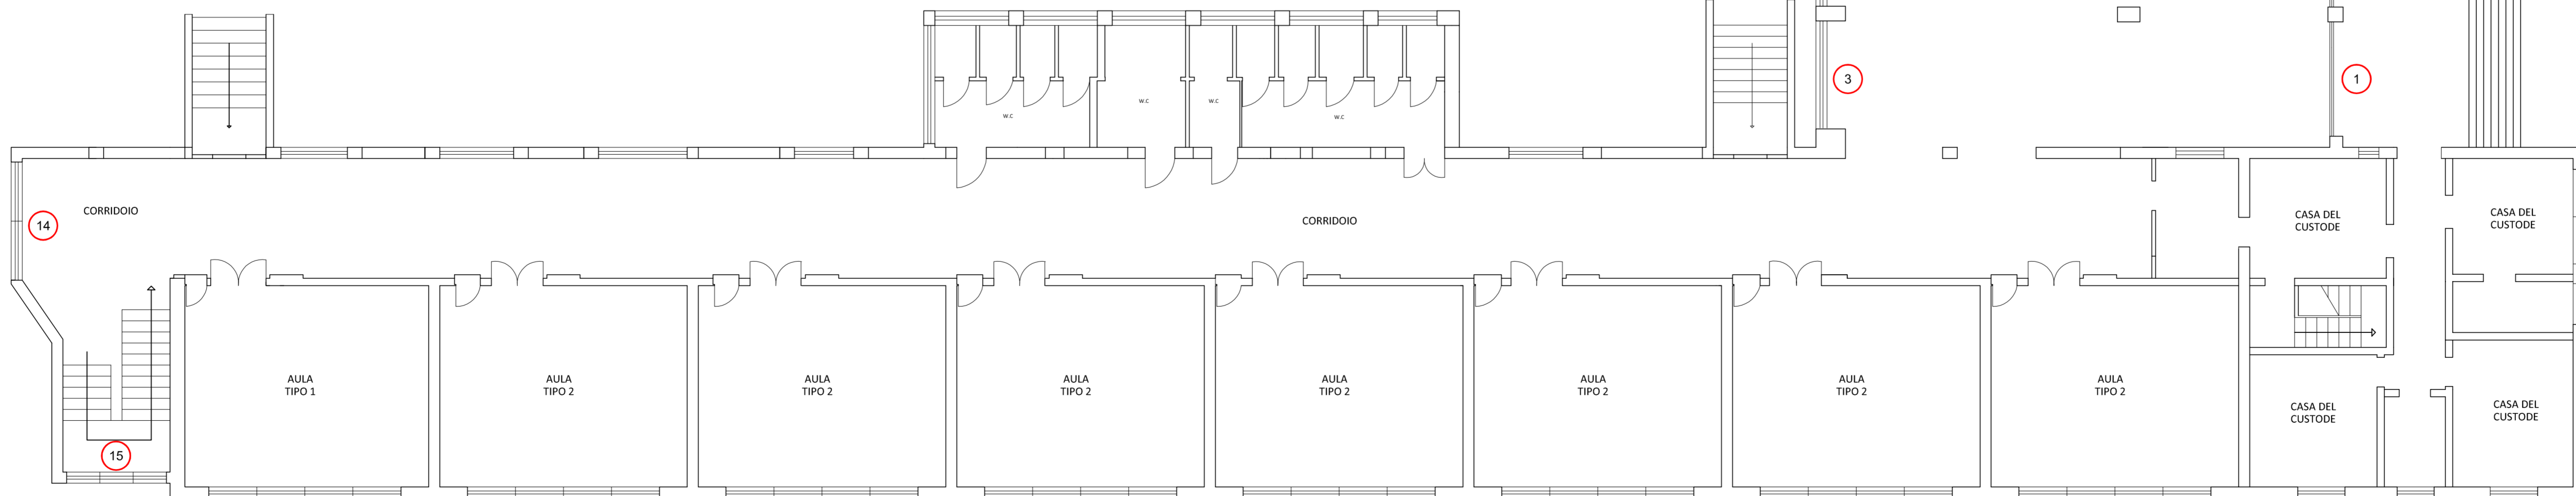 3
1
w.c
w.c
w.c
w.c
CORRIDOIO
14
CORRIDOIO
CASA DEL
CUSTODE
CASA DEL
CUSTODE
AULA
TIPO 1
AULA
TIPO 2
AULA
TIPO 2
AULA
TIPO 2
AULA
TIPO 2
AULA
TIPO 2
AULA
TIPO 2
AULA
TIPO 2
CASA DEL
CUSTODE
CASA DEL
CUSTODE
15